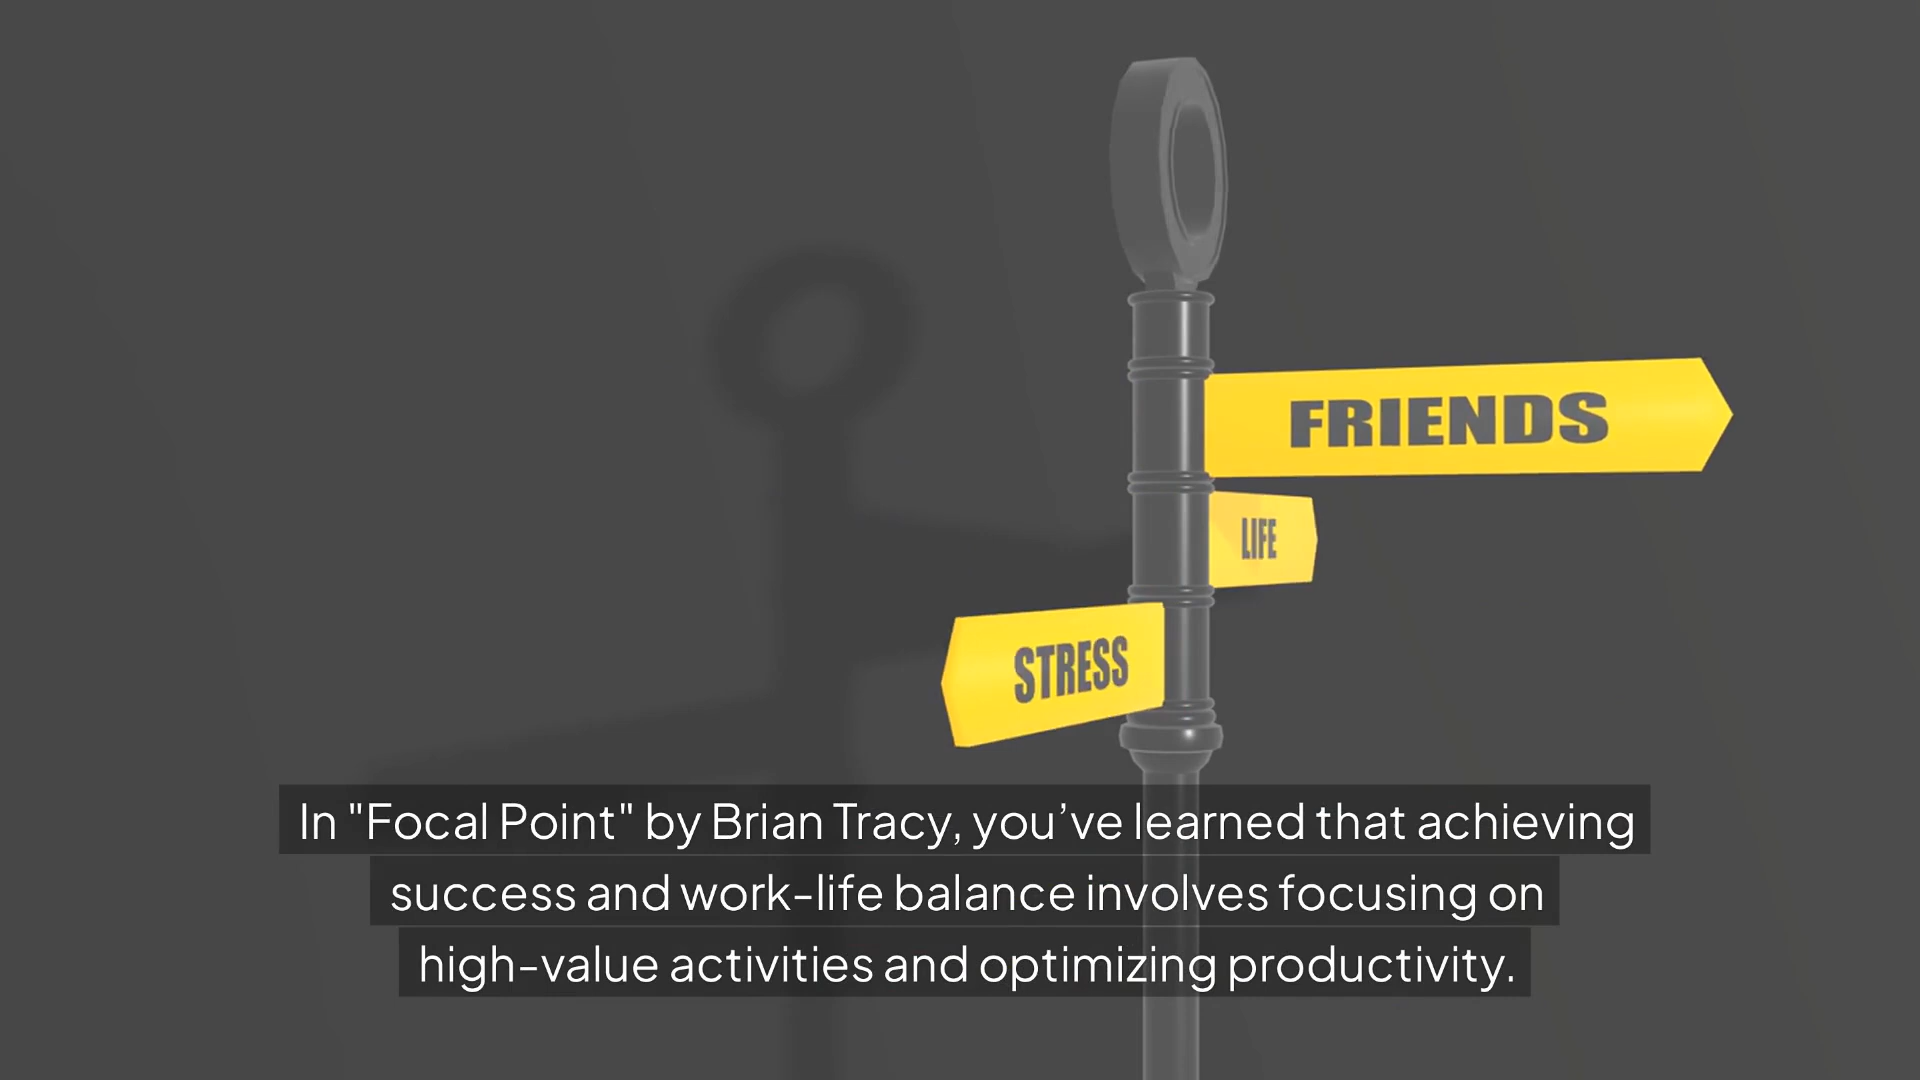 FRIENDS
LIFE
STRESS
In "Focal Point" by Brian Tracy, you’ve learned that achieving
success and work-life balance involves focusing on
high-value activities and optimizing productivity.